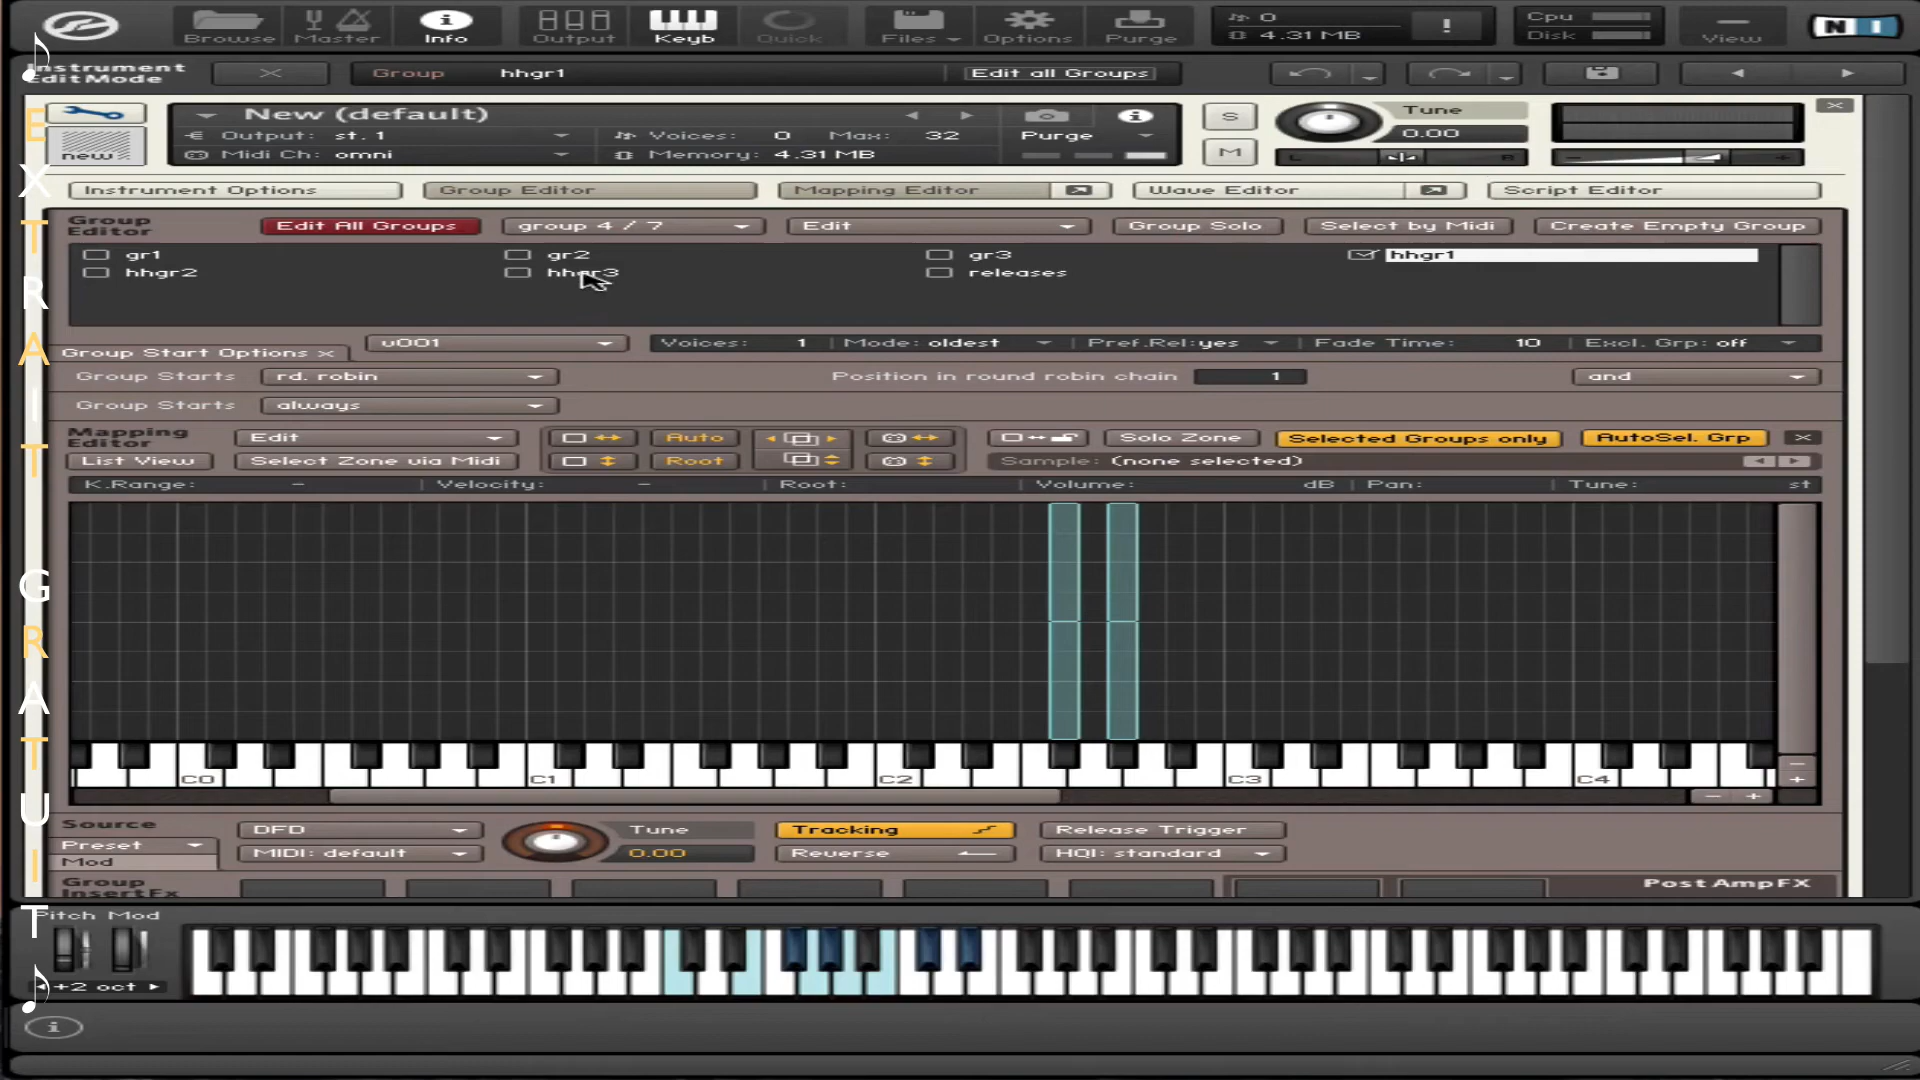 Browse Master Info Output Keyb Quick Files Options Purge 0 4.31 MB ! Cpu Disk View N I
Instrument Edit Mode Group hhgr1 Edit all Groups
New (default)
Output: st. 1 Voices: 0 Max: 32 Purge
Midi Ch: omni Memory: 4.31 MB
new
S
M
Tune
0.00
L R
Instrument Options Group Editor Mapping Editor Wave Editor Script Editor
Group Editor Edit All Groups group 4 / 7 Edit Group Solo Select by Midi Create Empty Group
gr1 gr2 gr3 hhgr1
hhgr2 hhgr3 releases
v001 Voices: 1 Mode: oldest Pref.Rel: yes Fade Time: 10 Excl. Grp: off
Group Start Options ×
Group Starts rd. robin Position in round robin chain 1 and
Group Starts always
Mapping Editor Edit Auto Solo Zone Selected Groups only AutoSel. Grp
List View Select Zone via Midi Root Sample: (none selected)
K.Range: - Velocity: - Root: Volume: dB Pan: Tune: st
C0 C1 C2 C3 C4
Source DFD Tune Tracking Release Trigger
Preset MIDI: default 0.00 Reverse HQI: standard
Mod
Group InsertFx Post Amp FX
Pitch Mod
+2 oct
EXTRAIT GRATUIT